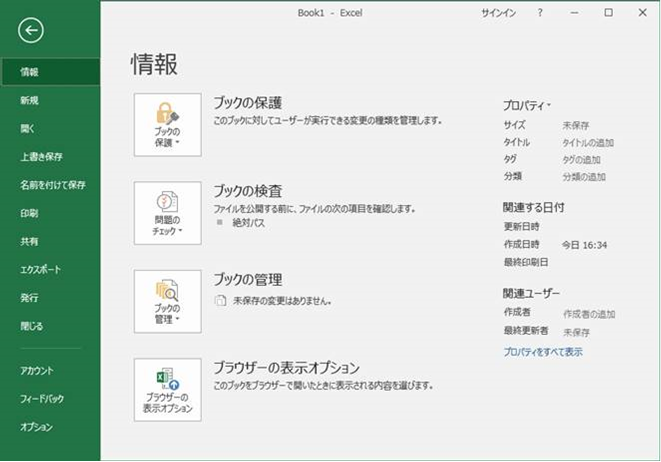 Book1 - Excel
サインイン
?
情報
新規
開く
上書き保存
名前を付けて保存
印刷
共有
エクスポート
発行
閉じる
アカウント
フィードバック
オプション
情報
ブックの
保護
ブックの保護
このブックに対してユーザーが実行できる変更の種類を管理します。
問題の
チェック
ブックの検査
ファイルを公開する前に、ファイルの次の項目を確認します。
絶対パス
ブックの
管理
ブックの管理
未保存の変更はありません。
ブラウザーの
表示オプション
ブラウザーの表示オプション
このブックをブラウザーで開いたときに表示される内容を選びます。
プロパティ
サイズ 未保存
タイトル タイトルの追加
タグ タグの追加
分類 分類の追加
関連する日付
更新日時
作成日時 今日 16:34
最終印刷日
関連ユーザー
作成者 作成者の追加
最終更新者 未保存
プロパティをすべて表示